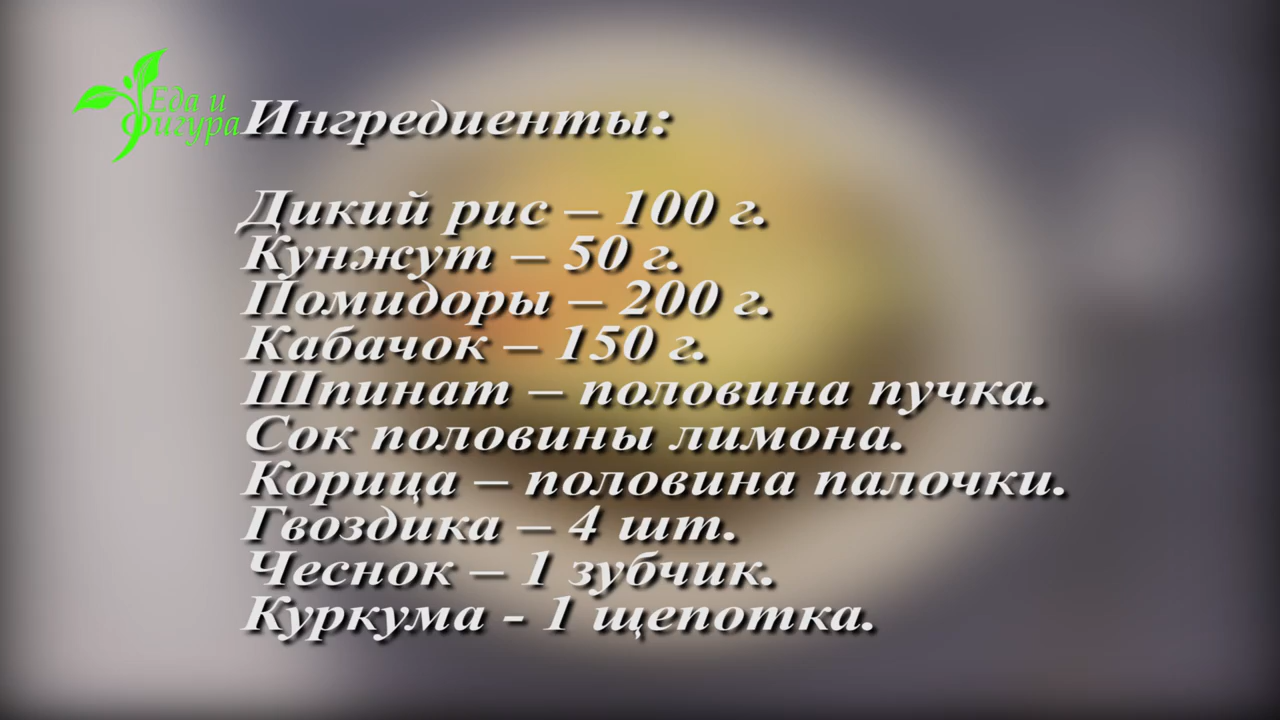 Еда и
Фигура
Ингредиенты:
Дикий рис – 100 г.
Кунжут – 50 г.
Помидоры – 200 г.
Кабачок – 150 г.
Шпинат – половина пучка.
Сок половины лимона.
Корица – половина палочки.
Гвоздика – 4 шт.
Чеснок – 1 зубчик.
Куркума - 1 щепотка.